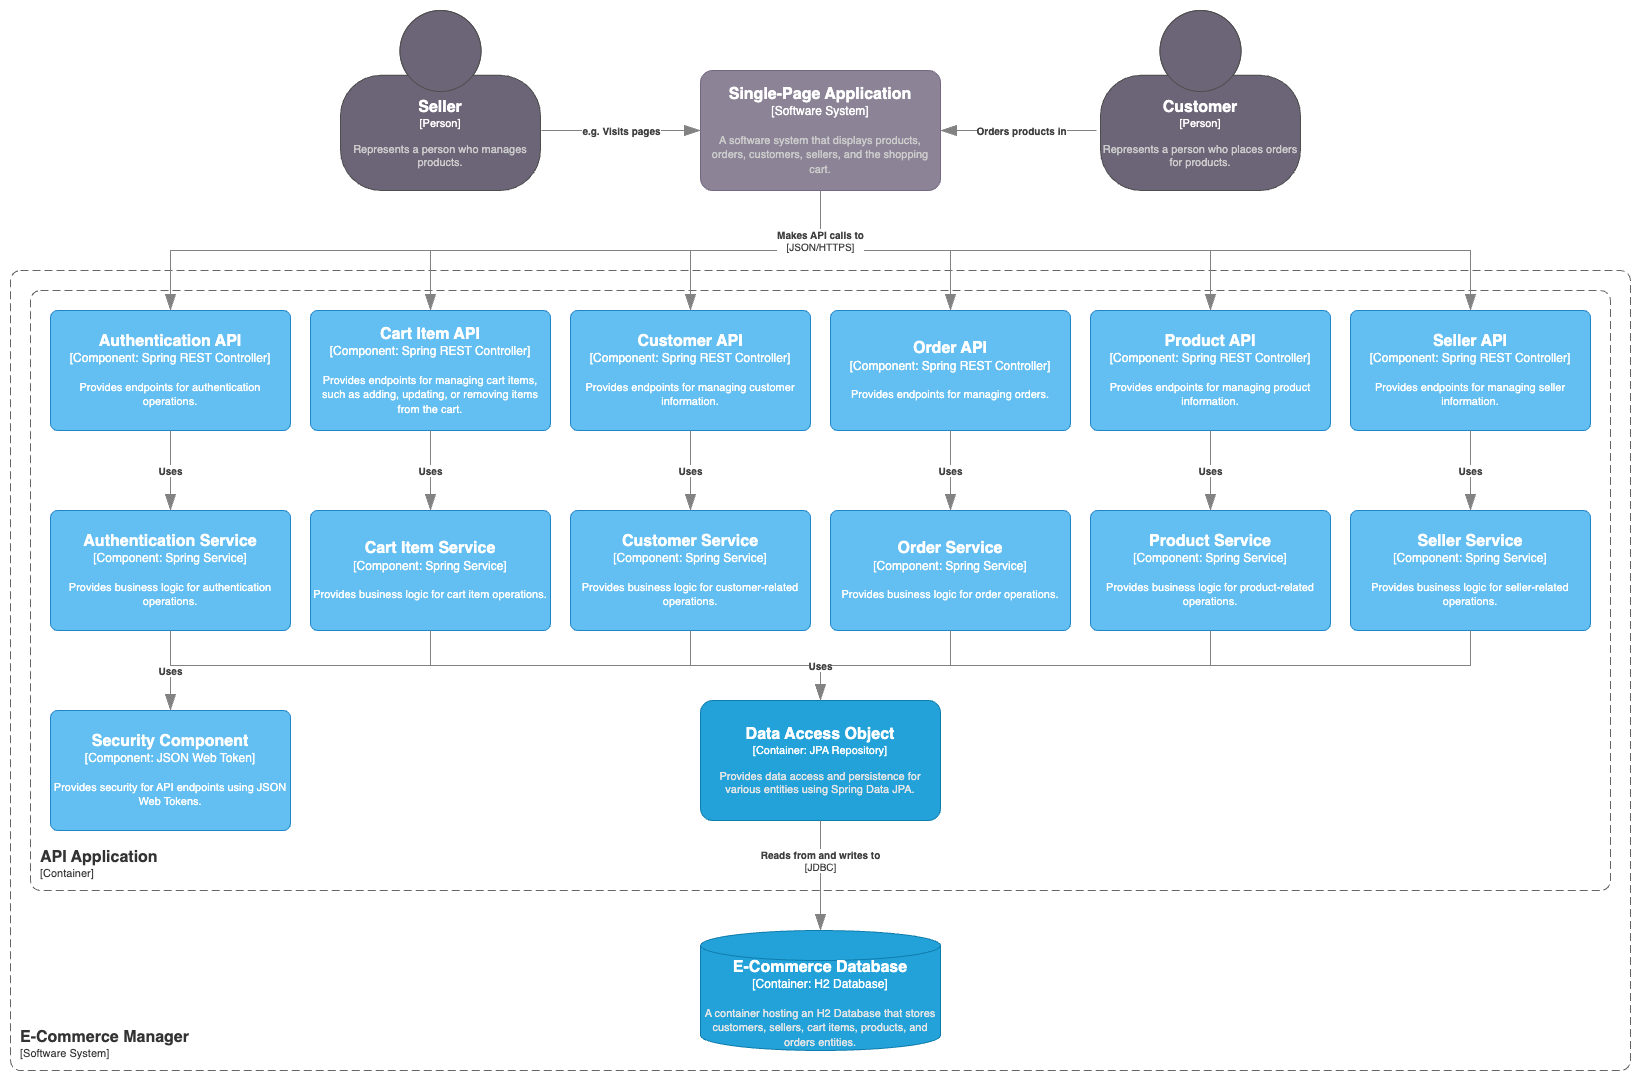 Seller
[Person]
Represents a person who manages
products.
e.g. Visits pages
Single-Page Application
[Software System]
A software system that displays products,
orders, customers, sellers, and the shopping
cart.
Orders products in
Customer
[Person]
Represents a person who places orders
for products.
Makes API calls to
[JSON/HTTPS]
Authentication API
[Component: Spring REST Controller]
Provides endpoints for authentication
operations.
Cart Item API
[Component: Spring REST Controller]
Provides endpoints for managing cart items,
such as adding, updating, or removing items
from the cart.
Customer API
[Component: Spring REST Controller]
Provides endpoints for managing customer
information.
Order API
[Component: Spring REST Controller]
Provides endpoints for managing orders.
Product API
[Component: Spring REST Controller]
Provides endpoints for managing product
information.
Seller API
[Component: Spring REST Controller]
Provides endpoints for managing seller
information.
Uses
Uses
Uses
Uses
Uses
Uses
Authentication Service
[Component: Spring Service]
Provides business logic for authentication
operations.
Cart Item Service
[Component: Spring Service]
Provides business logic for cart item operations.
Customer Service
[Component: Spring Service]
Provides business logic for customer-related
operations.
Order Service
[Component: Spring Service]
Provides business logic for order operations.
Product Service
[Component: Spring Service]
Provides business logic for product-related
operations.
Seller Service
[Component: Spring Service]
Provides business logic for seller-related
operations.
Uses
Uses
Security Component
[Component: JSON Web Token]
Provides security for API endpoints using JSON
Web Tokens.
Data Access Object
[Container: JPA Repository]
Provides data access and persistence for
various entities using Spring Data JPA.
API Application
[Container]
Reads from and writes to
[JDBC]
E-Commerce Database
[Container: H2 Database]
A container hosting an H2 Database that stores
customers, sellers, cart items, products, and
orders entities.
E-Commerce Manager
[Software System]